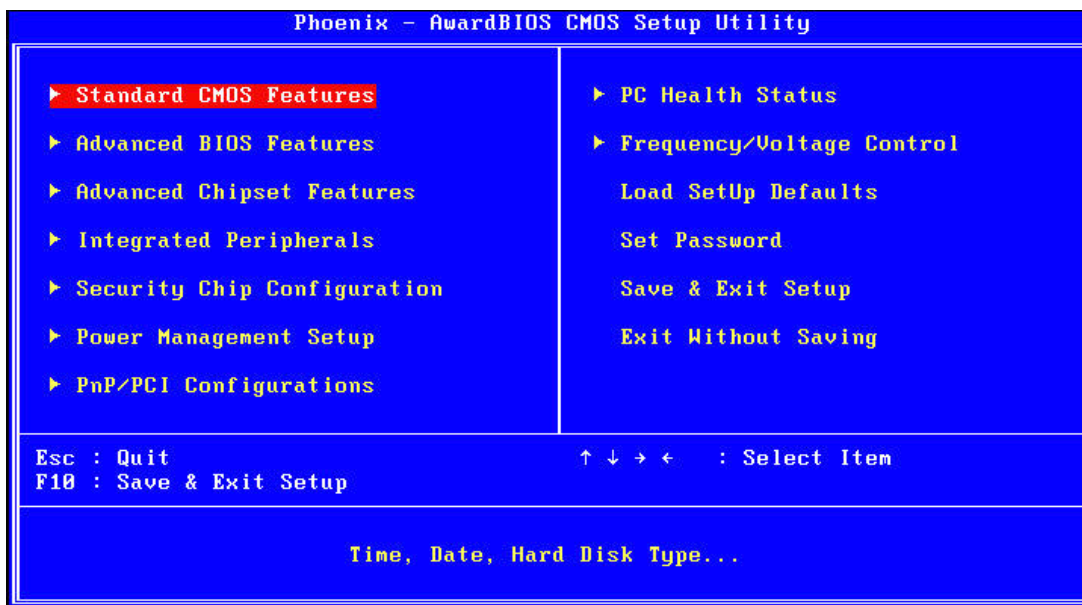 Phoenix - AwardBIOS CMOS Setup Utility
Standard CMOS Features
Advanced BIOS Features
Advanced Chipset Features
Integrated Peripherals
Security Chip Configuration
Power Management Setup
PnP/PCI Configurations
PC Health Status
Frequency/Voltage Control
Load SetUp Defaults
Set Password
Save & Exit Setup
Exit Without Saving
Esc : Quit
F10 : Save & Exit Setup
↑ ↓ → ← : Select Item
Time, Date, Hard Disk Type...